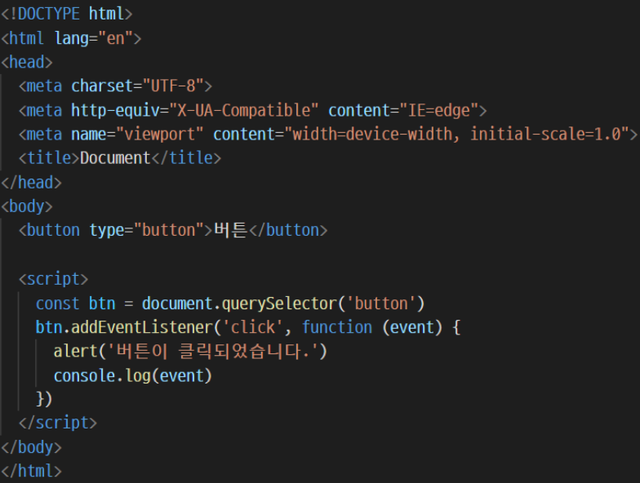 <!DOCTYPE html>
<html lang="en">
<head>
  <meta charset="UTF-8">
  <meta http-equiv="X-UA-Compatible" content="IE=edge">
  <meta name="viewport" content="width=device-width, initial-scale=1.0">
  <title>Document</title>
</head>
<body>
  <button type="button">버튼</button>

  <script>
    const btn = document.querySelector('button')
    btn.addEventListener('click', function (event) {
      alert('버튼이 클릭되었습니다.')
      console.log(event)
    })
  </script>
</body>
</html>